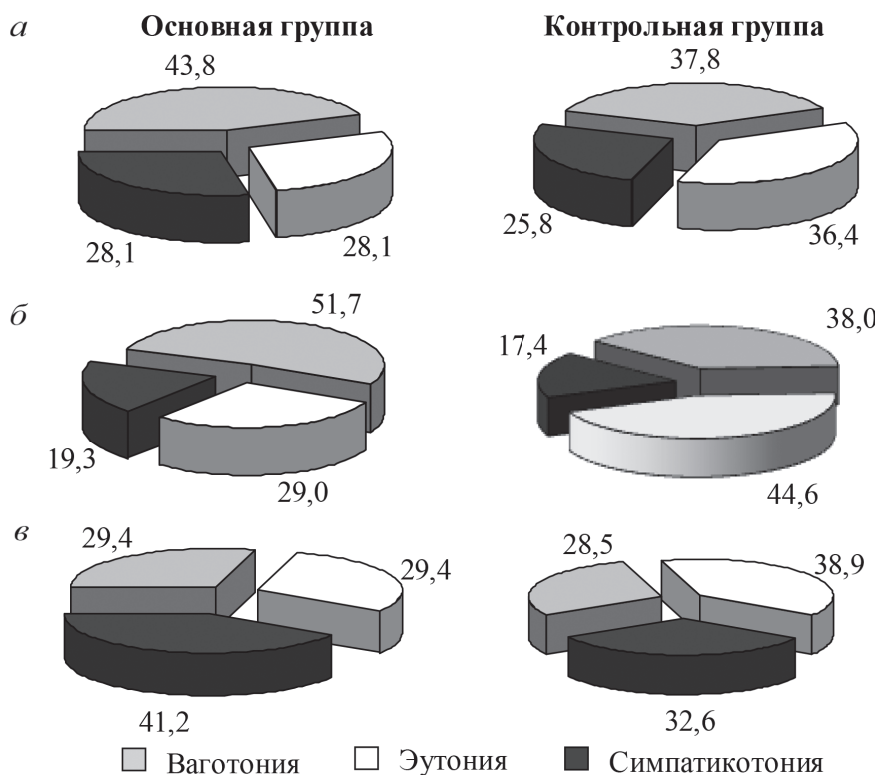 а Основная группа Контрольная группа
43,8 37,8
28,1 28,1 25,8 36,4
б 51,7 38,0
17,4
19,3 29,0 44,6
в 29,4 29,4 28,5 38,9
41,2 32,6
Ваготония Эутония Симпатикотония